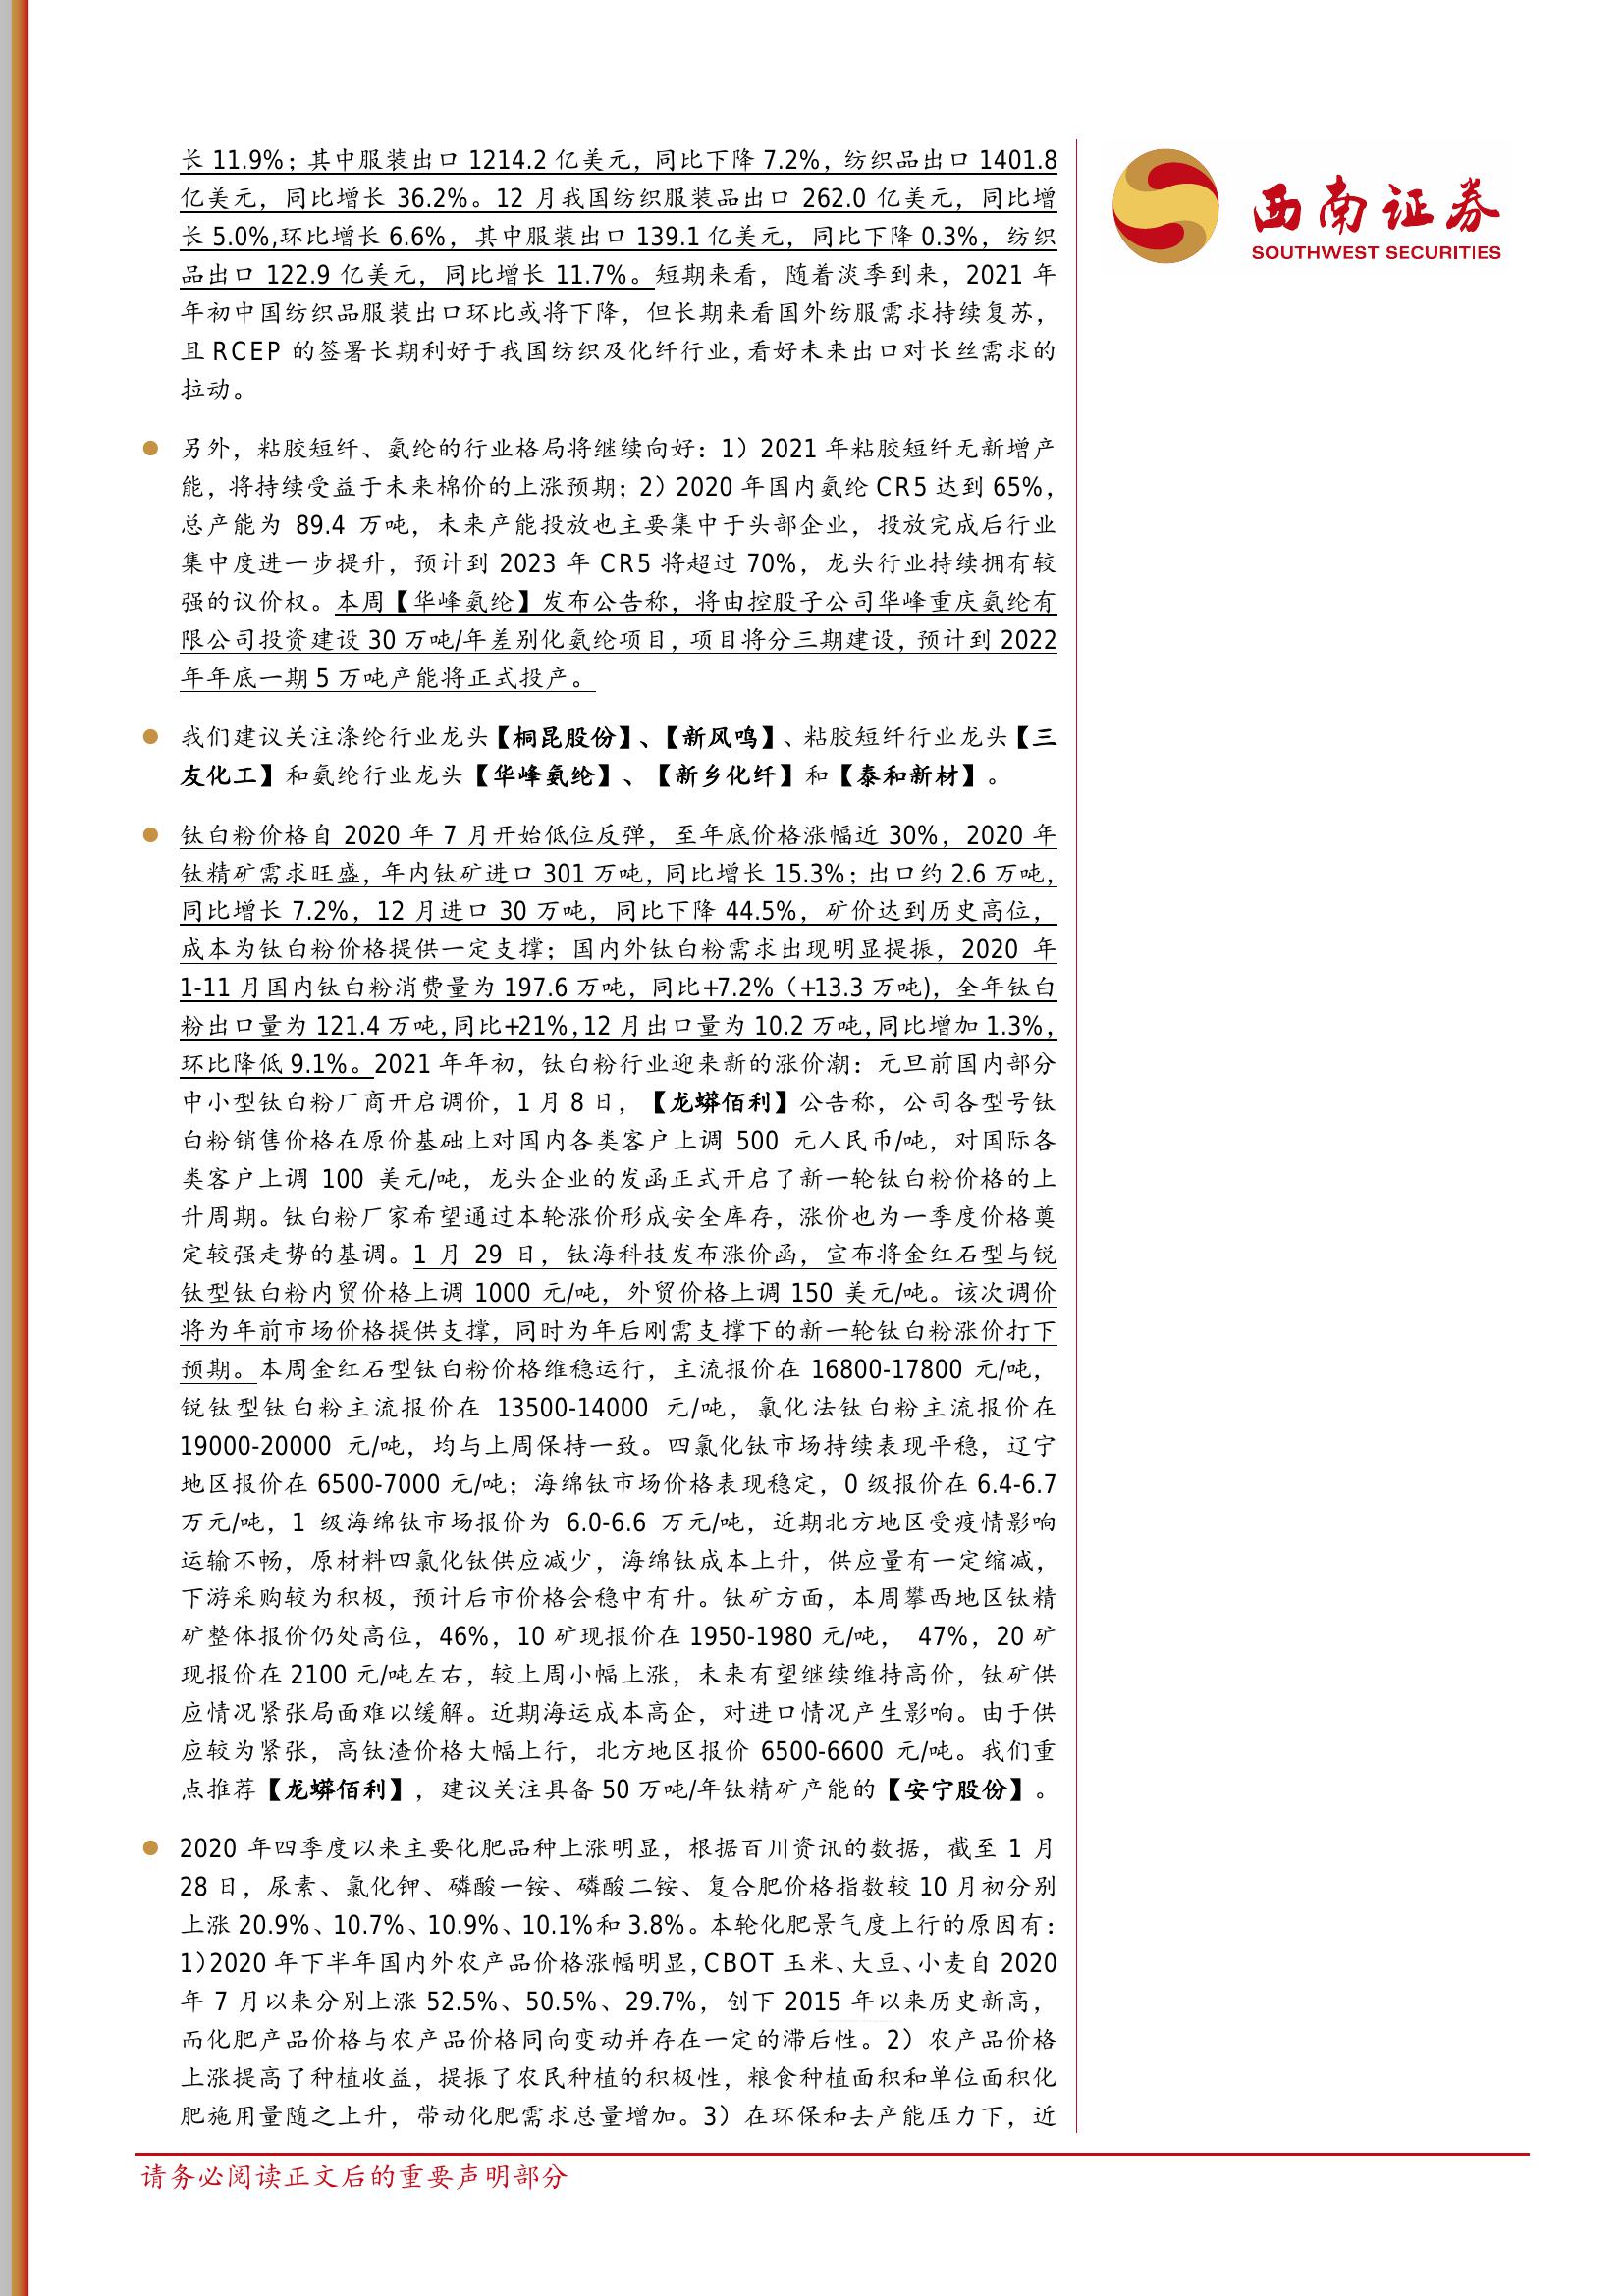 长 11.9%；其中服装出口 1214.2 亿美元，同比下降 7.2%，纺织品出口 1401.8
亿美元，同比增长 36.2%。12 月我国纺织服装品出口 262.0 亿美元，同比增
长 5.0%,环比增长 6.6%，其中服装出口 139.1 亿美元，同比下降 0.3%，纺织
品出口 122.9 亿美元，同比增长 11.7%。短期来看，随着淡季到来，2021 年
年初中国纺织品服装出口环比或将下降，但长期来看国外纺服需求持续复苏，
且 RCEP 的签署长期利好于我国纺织及化纤行业，看好未来出口对长丝需求的
拉动。
西南证券
SOUTHWEST SECURITIES
另外，粘胶短纤、氨纶的行业格局将继续向好：1）2021 年粘胶短纤无新增产
能，将持续受益于未来棉价的上涨预期；2）2020 年国内氨纶 CR5 达到 65%，
总产能为 89.4 万吨，未来产能投放也主要集中于头部企业，投放完成后行业
集中度进一步提升，预计到 2023 年 CR5 将超过 70%，龙头行业持续拥有较
强的议价权。本周【华峰氨纶】发布公告称，将由控股子公司华峰重庆氨纶有
限公司投资建设 30 万吨/年差别化氨纶项目，项目将分三期建设，预计到 2022
年年底一期 5 万吨产能将正式投产。
我们建议关注涤纶行业龙头【桐昆股份】、【新风鸣】、粘胶短纤行业龙头【三
友化工】和氨纶行业龙头【华峰氨纶】、【新乡化纤】和【泰和新材】。
钛白粉价格自 2020 年 7 月开始低位反弹，至年底价格涨幅近 30%，2020 年
钛精矿需求旺盛，年内钛矿进口 301 万吨，同比增长 15.3%；出口约 2.6 万吨，
同比增长 7.2%，12 月进口 30 万吨，同比下降 44.5%，矿价达到历史高位，
成本为钛白粉价格提供一定支撑；国内外钛白粉需求出现明显提振，2020 年
1-11 月国内钛白粉消费量为 197.6 万吨，同比+7.2%（+13.3 万吨)，全年钛白
粉出口量为 121.4 万吨，同比+21%，12 月出口量为 10.2 万吨，同比增加 1.3%，
环比降低 9.1%。2021 年年初，钛白粉行业迎来新的涨价潮：元旦前国内部分
中小型钛白粉厂商开启调价，1 月 8 日，【龙蟒佰利】公告称，公司各型号钛
白粉销售价格在原价基础上对国内各类客户上调 500 元人民币/吨，对国际各
类客户上调 100 美元/吨，龙头企业的发函正式开启了新一轮钛白粉价格的上
升周期。钛白粉厂家希望通过本轮涨价形成安全库存，涨价也为一季度价格奠
定较强走势的基调。1 月 29 日，钛海科技发布涨价函，宣布将金红石型与锐
钛型钛白粉内贸价格上调 1000 元/吨，外贸价格上调 150 美元/吨。该次调价
将为年前市场价格提供支撑，同时为年后刚需支撑下的新一轮钛白粉涨价打下
预期。本周金红石型钛白粉价格维稳运行，主流报价在 16800-17800 元/吨，
锐钛型钛白粉主流报价在 13500-14000 元/吨，氯化法钛白粉主流报价在
19000-20000 元/吨，均与上周保持一致。四氯化钛市场持续表现平稳，辽宁
地区报价在 6500-7000 元/吨；海绵钛市场价格表现稳定，0 级报价在 6.4-6.7
万元/吨，1 级海绵钛市场报价为 6.0-6.6 万元/吨，近期北方地区受疫情影响
运输不畅，原材料四氯化钛供应减少，海绵钛成本上升，供应量有一定缩减，
下游采购较为积极，预计后市价格会稳中有升。钛矿方面，本周攀西地区钛精
矿整体报价仍处高位，46%，10 矿现报价在 1950-1980 元/吨， 47%，20 矿
现报价在 2100 元/吨左右，较上周小幅上涨，未来有望继续维持高价，钛矿供
应情况紧张局面难以缓解。近期海运成本高企，对进口情况产生影响。由于供
应较为紧张，高钛渣价格大幅上行，北方地区报价 6500-6600 元/吨。我们重
点推荐【龙蟒佰利】，建议关注具备 50 万吨/年钛精矿产能的【安宁股份】。
2020 年四季度以来主要化肥品种上涨明显，根据百川资讯的数据，截至 1 月
28 日，尿素、氯化钾、磷酸一铵、磷酸二铵、复合肥价格指数较 10 月初分别
上涨 20.9%、10.7%、10.9%、10.1%和 3.8%。本轮化肥景气度上行的原因有：
1)2020 年下半年国内外农产品价格涨幅明显，CBOT 玉米、大豆、小麦自 2020
年 7 月以来分别上涨 52.5%、50.5%、29.7%，创下 2015 年以来历史新高，
而化肥产品价格与农产品价格同向变动并存在一定的滞后性。2）农产品价格
上涨提高了种植收益，提振了农民种植的积极性，粮食种植面积和单位面积化
肥施用量随之上升，带动化肥需求总量增加。3）在环保和去产能压力下，近
请务必阅读正文后的重要声明部分